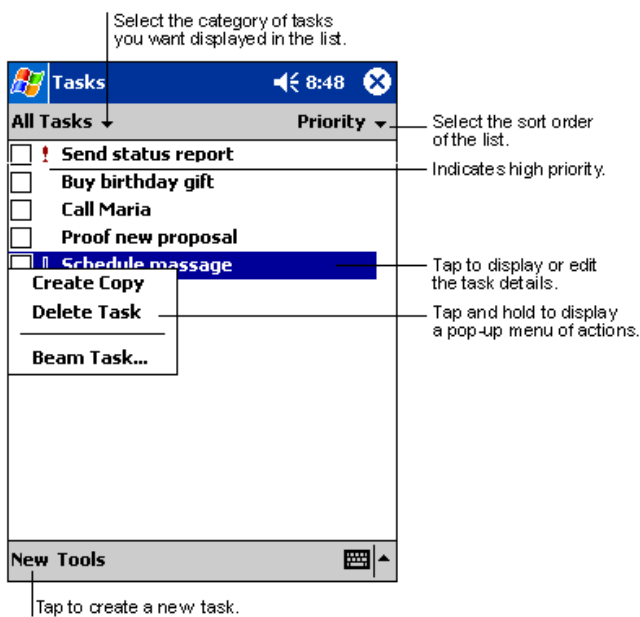 Select the category of tasks
you want displayed in the list.
Tasks 8:48
All Tasks Priority
Select the sort order
of the list.
! Send status report
Indicates high priority.
Buy birthday gift
Call Maria
Proof new proposal
Schedule massage
Tap to display or edit
the task details.
Create Copy
Delete Task
Tap and hold to display
a pop-up menu of actions.
Beam Task...
New Tools
Tap to create a new task.